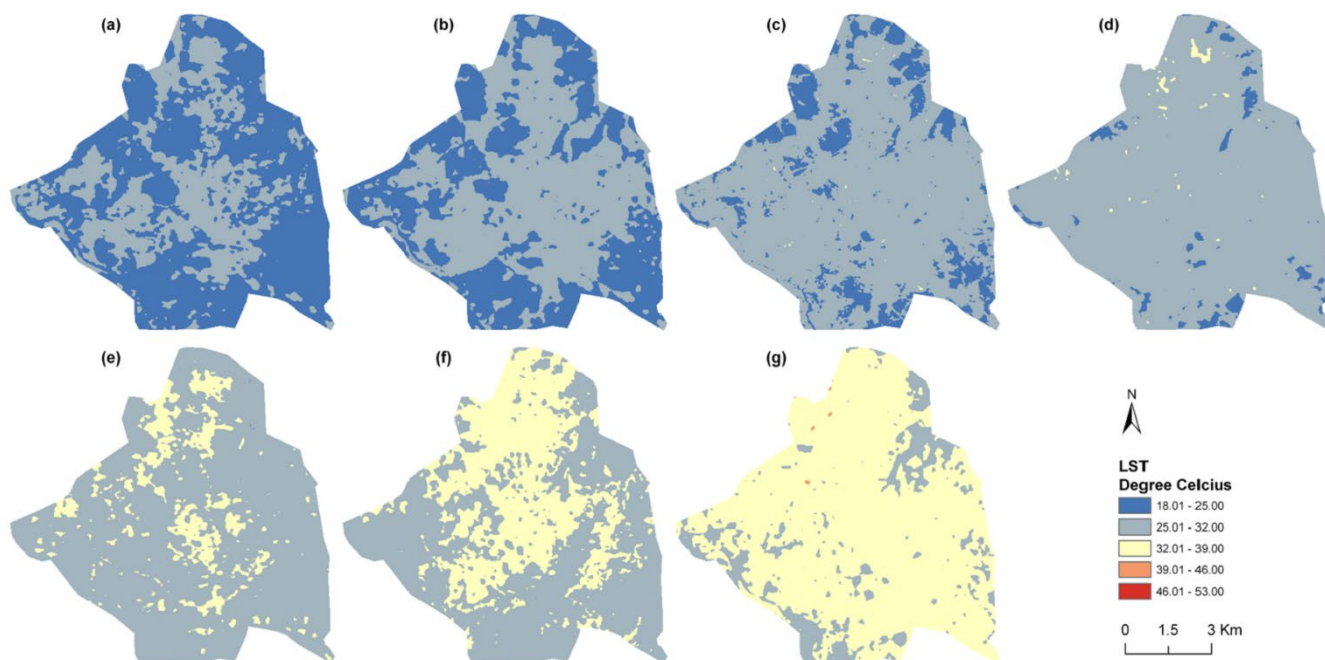 (a)
(b)
(c)
(d)
(e)
(f)
(g)
N
LST
Degree Celcius
18.01 - 25.00
25.01 - 32.00
32.01 - 39.00
39.01 - 46.00
46.01 - 53.00
0 1.5 3 Km